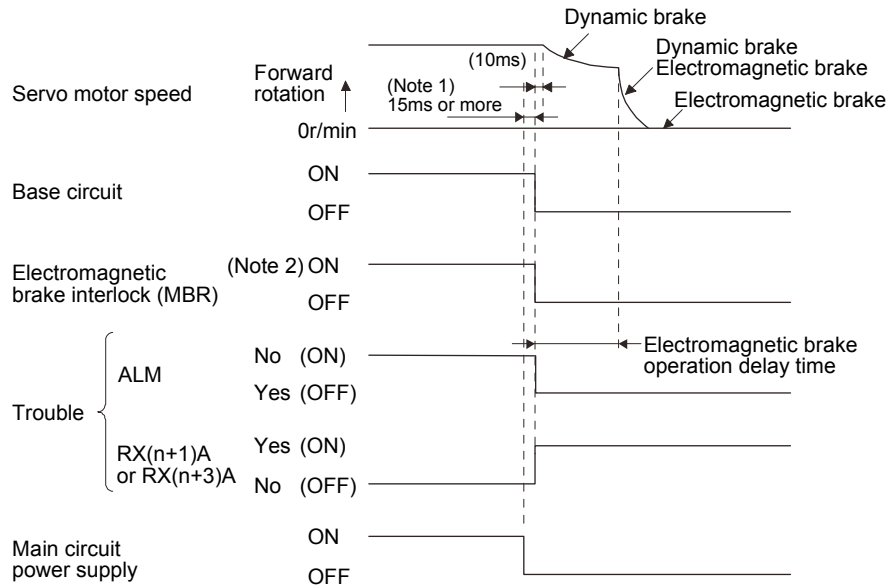 Dynamic brake
Dynamic brake
Electromagnetic brake
Electromagnetic brake
(10ms)
(Note 1)
15ms or more
Servo motor speed
Forward
rotation
0r/min
Base circuit
ON
OFF
Electromagnetic
brake interlock (MBR)
(Note 2) ON
OFF
Electromagnetic brake
operation delay time
Trouble
ALM
No (ON)
Yes (OFF)
RX(n+1)A
or RX(n+3)A
Yes (ON)
No (OFF)
Main circuit
power supply
ON
OFF